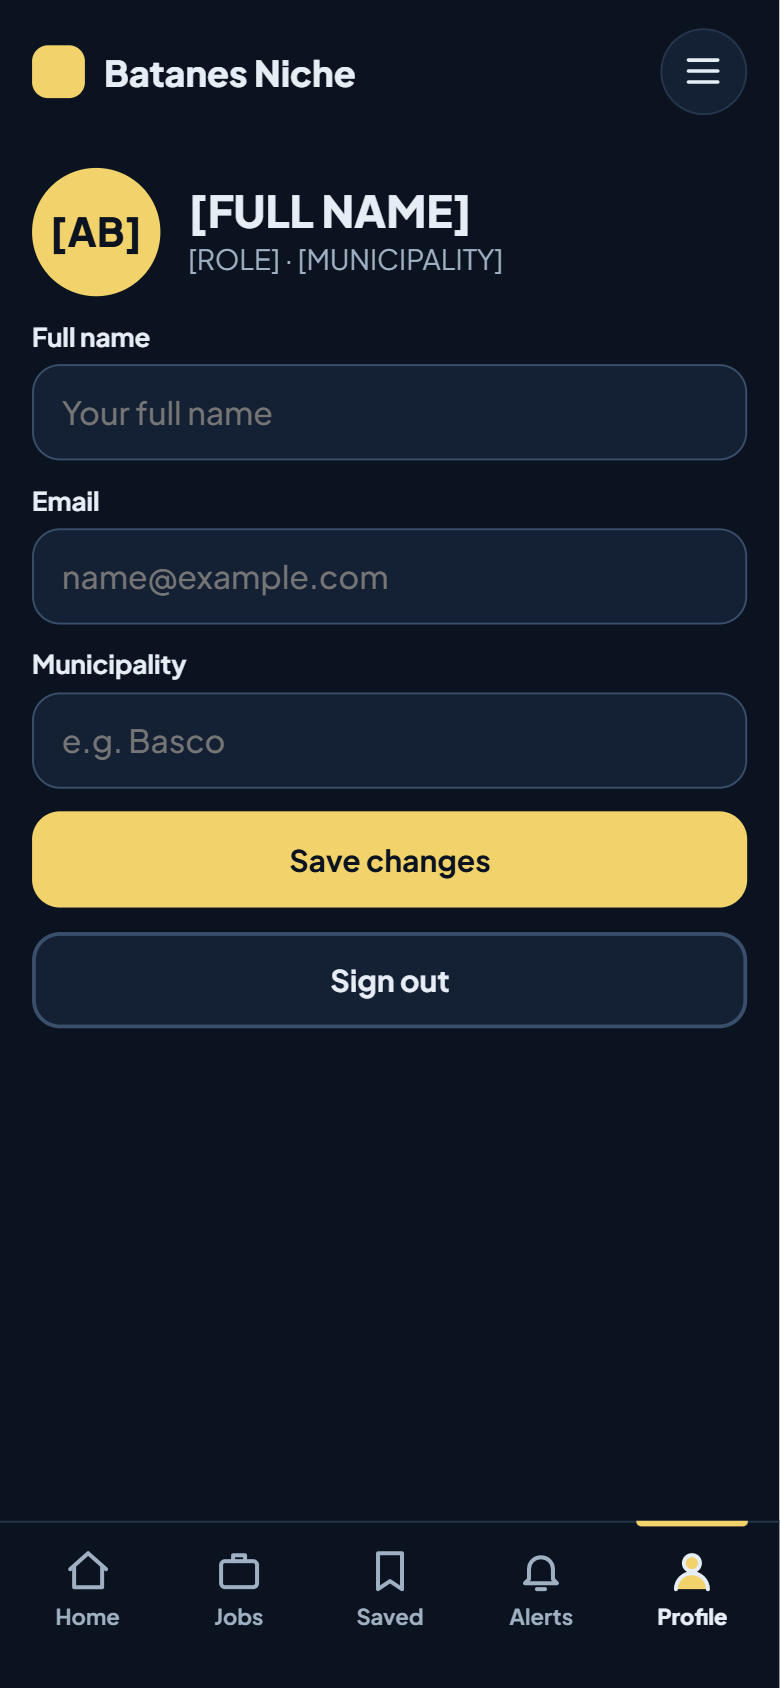 Batanes Niche
[AB]
[FULL NAME]
[ROLE] · [MUNICIPALITY]
Full name
Your full name
Email
name@example.com
Municipality
e.g. Basco
Save changes
Sign out
Home
Jobs
Saved
Alerts
Profile